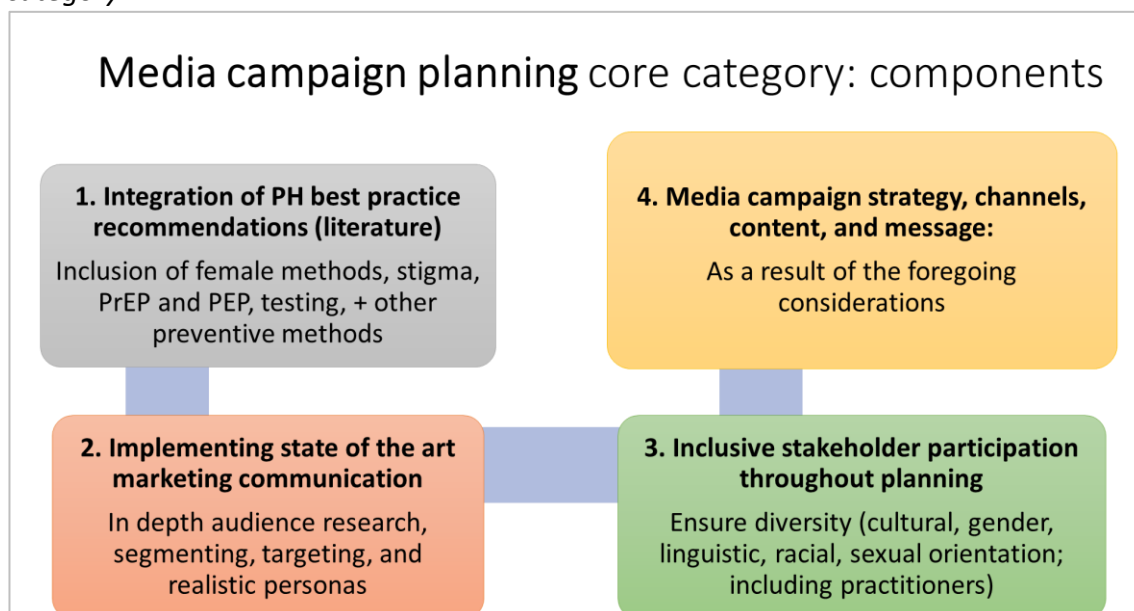 Media campaign planning core category: components
1. Integration of PH best practice
recommendations (literature)
Inclusion of female methods, stigma,
PrEP and PEP, testing, + other
preventive methods
2. Implementing state of the art
marketing communication
In depth audience research,
segmenting, targeting, and
realistic personas
3. Inclusive stakeholder participation
throughout planning
Ensure diversity (cultural, gender,
linguistic, racial, sexual orientation;
including practitioners)
4. Media campaign strategy, channels,
content, and message:
As a result of the foregoing
considerations